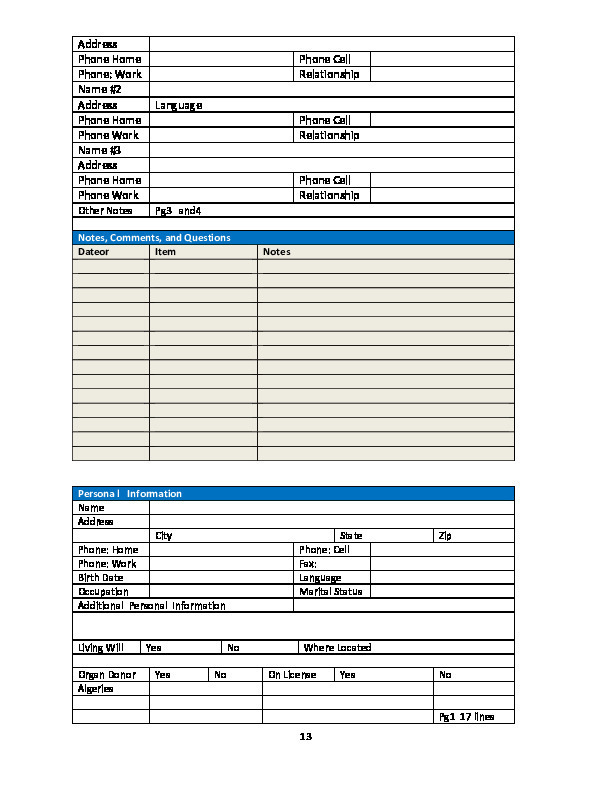 Address
Phone Home Phone Cell
Phone; Work Relationship
Name #2
Address Language
Phone Home Phone Cell
Phone Work Relationship
Name #3
Address
Phone Home Phone Cell
Phone Work Relationship
Other Notes Pg3 and4
Notes, Comments, and Questions
Dateor Item Notes
Personal Information
Name
Address
City State Zip
Phone; Home Phone; Cell
Phone; Work Fax;
Birth Date Language
Occupation Marital Status
Additional Personal Information
Living Will Yes No Where Located
Organ Donor Yes No On License Yes No
Algeries
Pg1 17 lines
13